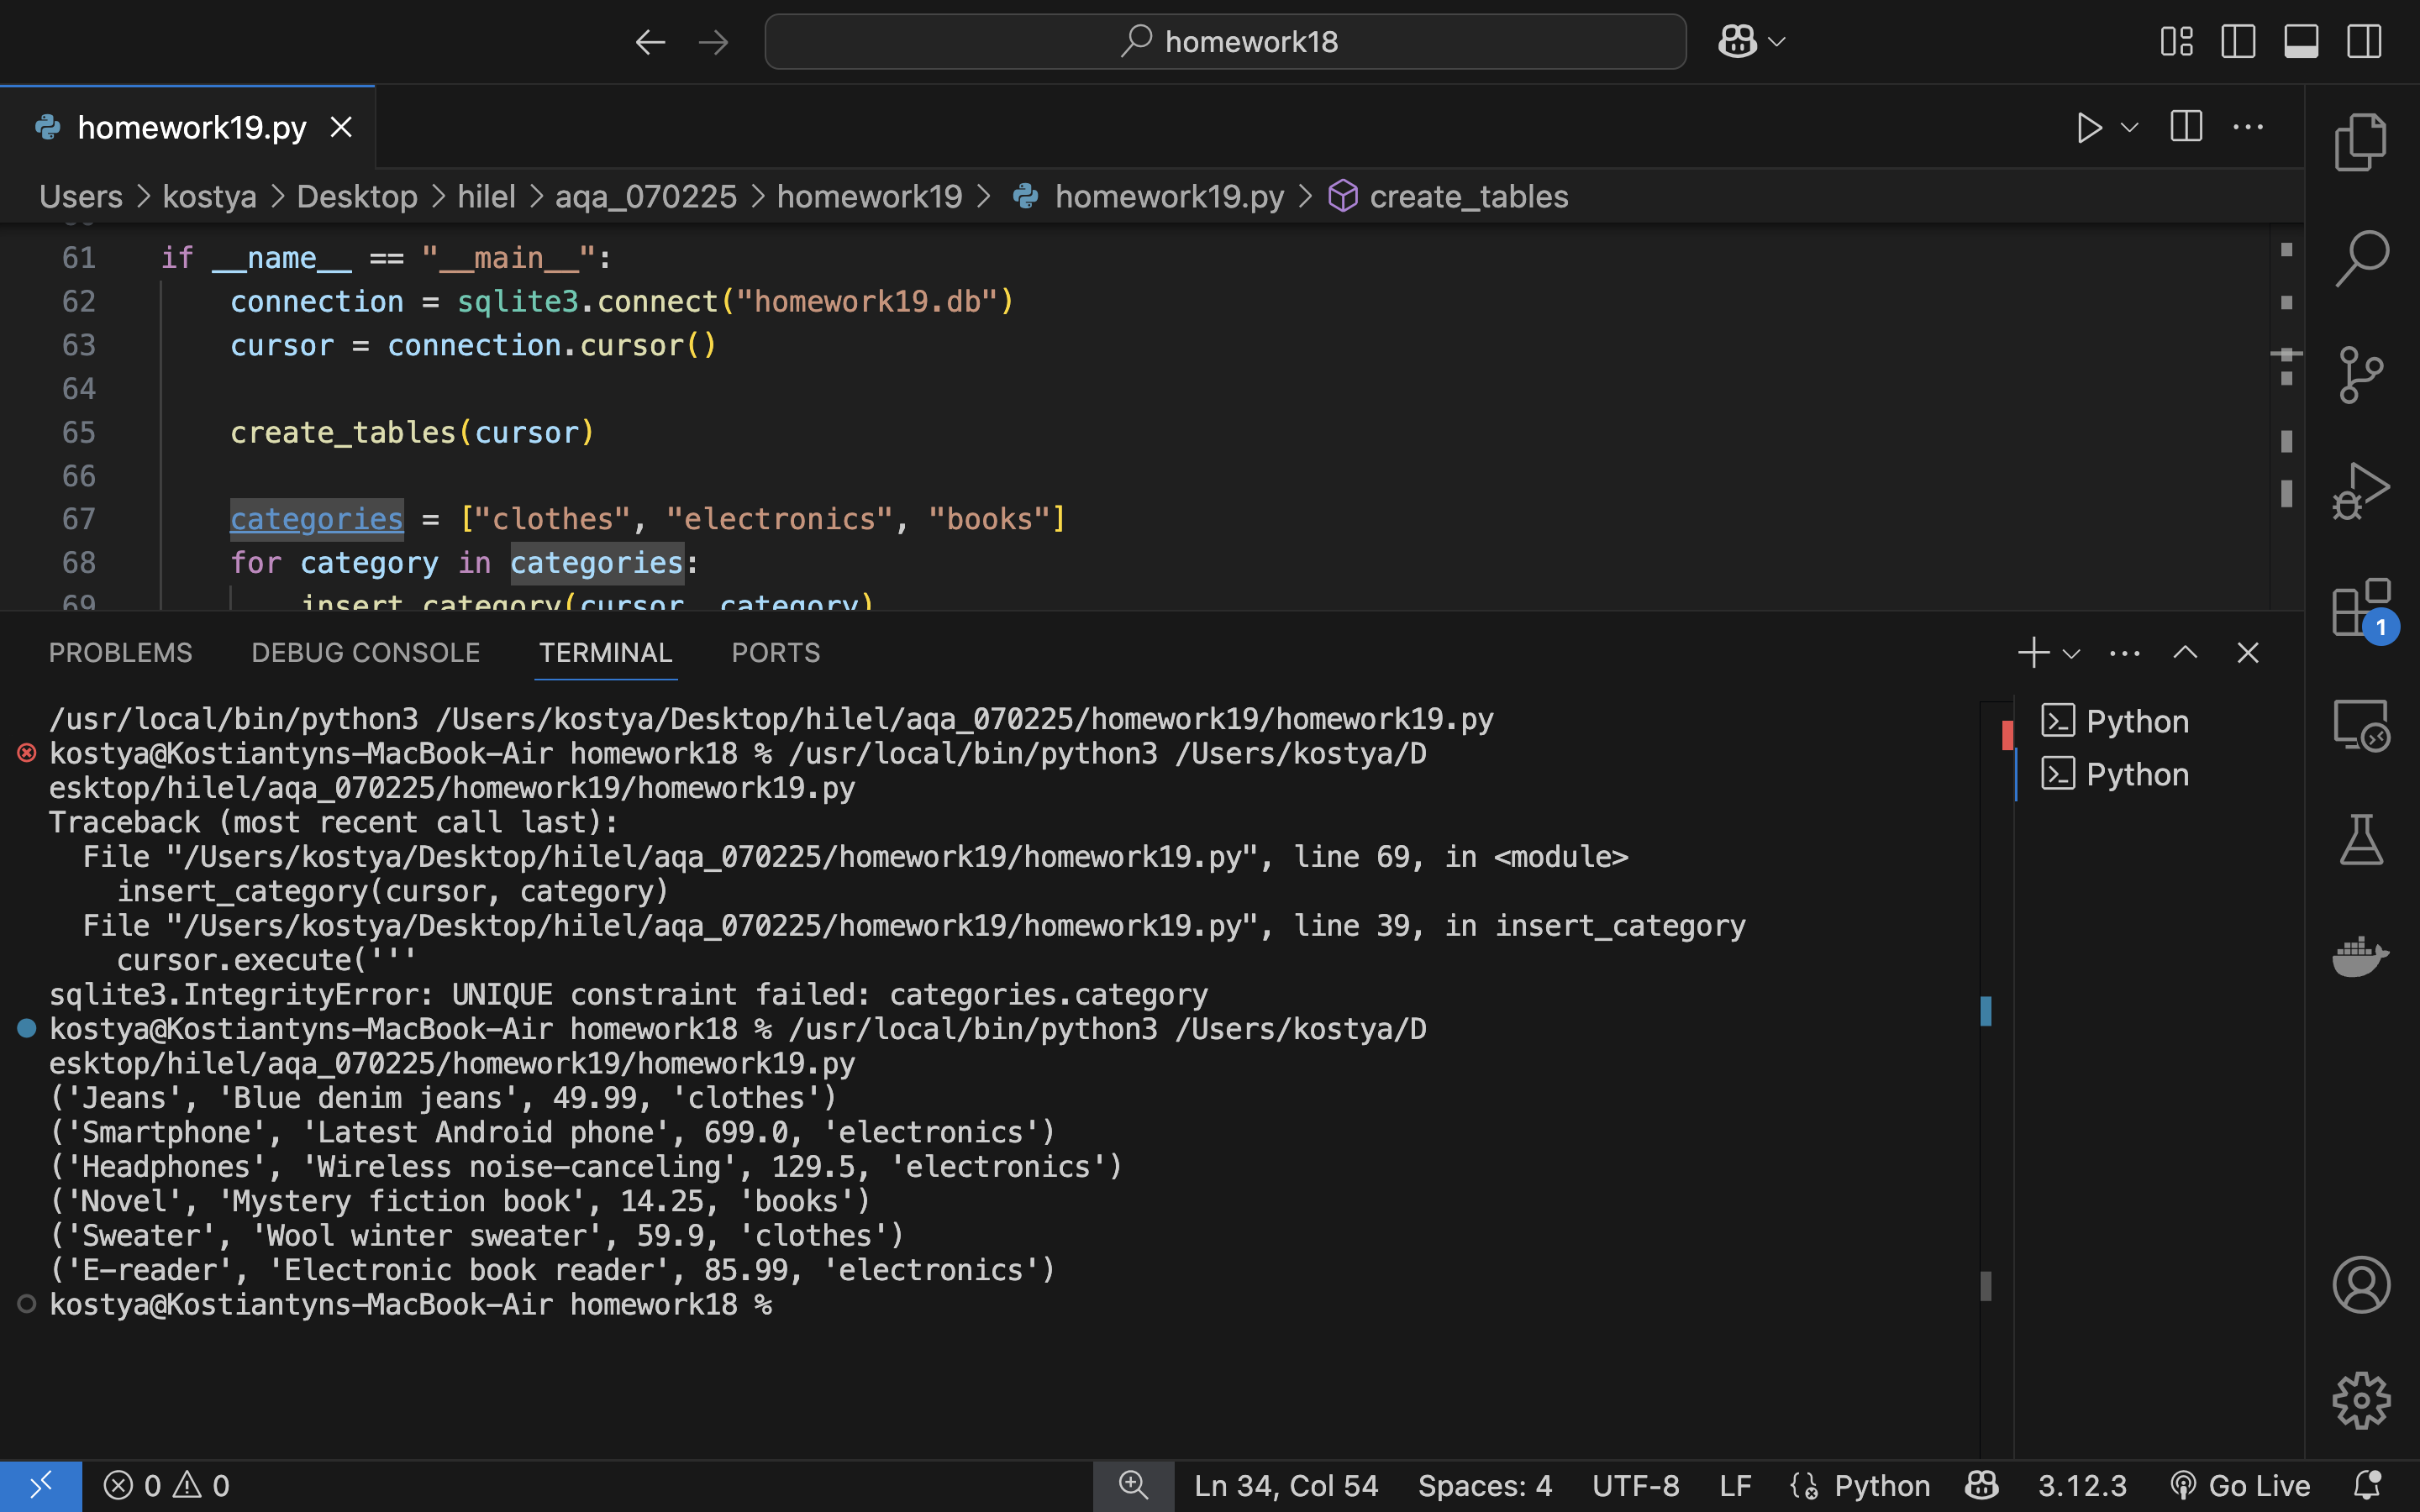 homework18
homework19.py
Users > kostya > Desktop > hilel > aqa_070225 > homework19 > homework19.py > create_tables
61 if __name__ == "__main__":
62 connection = sqlite3.connect("homework19.db")
63 cursor = connection.cursor()
64
65 create_tables(cursor)
66
67 categories = ["clothes", "electronics", "books"]
68 for category in categories:
69 insert_category(cursor, category)
PROBLEMS DEBUG CONSOLE TERMINAL PORTS
/usr/local/bin/python3 /Users/kostya/Desktop/hilel/aqa_070225/homework19/homework19.py
kostya@Kostiantyns-MacBook-Air homework18 % /usr/local/bin/python3 /Users/kostya/D
esktop/hilel/aqa_070225/homework19/homework19.py
Traceback (most recent call last):
File "/Users/kostya/Desktop/hilel/aqa_070225/homework19/homework19.py", line 69, in <module>
insert_category(cursor, category)
File "/Users/kostya/Desktop/hilel/aqa_070225/homework19/homework19.py", line 39, in insert_category
cursor.execute('''
sqlite3.IntegrityError: UNIQUE constraint failed: categories.category
kostya@Kostiantyns-MacBook-Air homework18 % /usr/local/bin/python3 /Users/kostya/D
esktop/hilel/aqa_070225/homework19/homework19.py
('Jeans', 'Blue denim jeans', 49.99, 'clothes')
('Smartphone', 'Latest Android phone', 699.0, 'electronics')
('Headphones', 'Wireless noise-canceling', 129.5, 'electronics')
('Novel', 'Mystery fiction book', 14.25, 'books')
('Sweater', 'Wool winter sweater', 59.9, 'clothes')
('E-reader', 'Electronic book reader', 85.99, 'electronics')
kostya@Kostiantyns-MacBook-Air homework18 %
Python
Python
1
0 0 Ln 34, Col 54 Spaces: 4 UTF-8 LF Python 3.12.3 Go Live